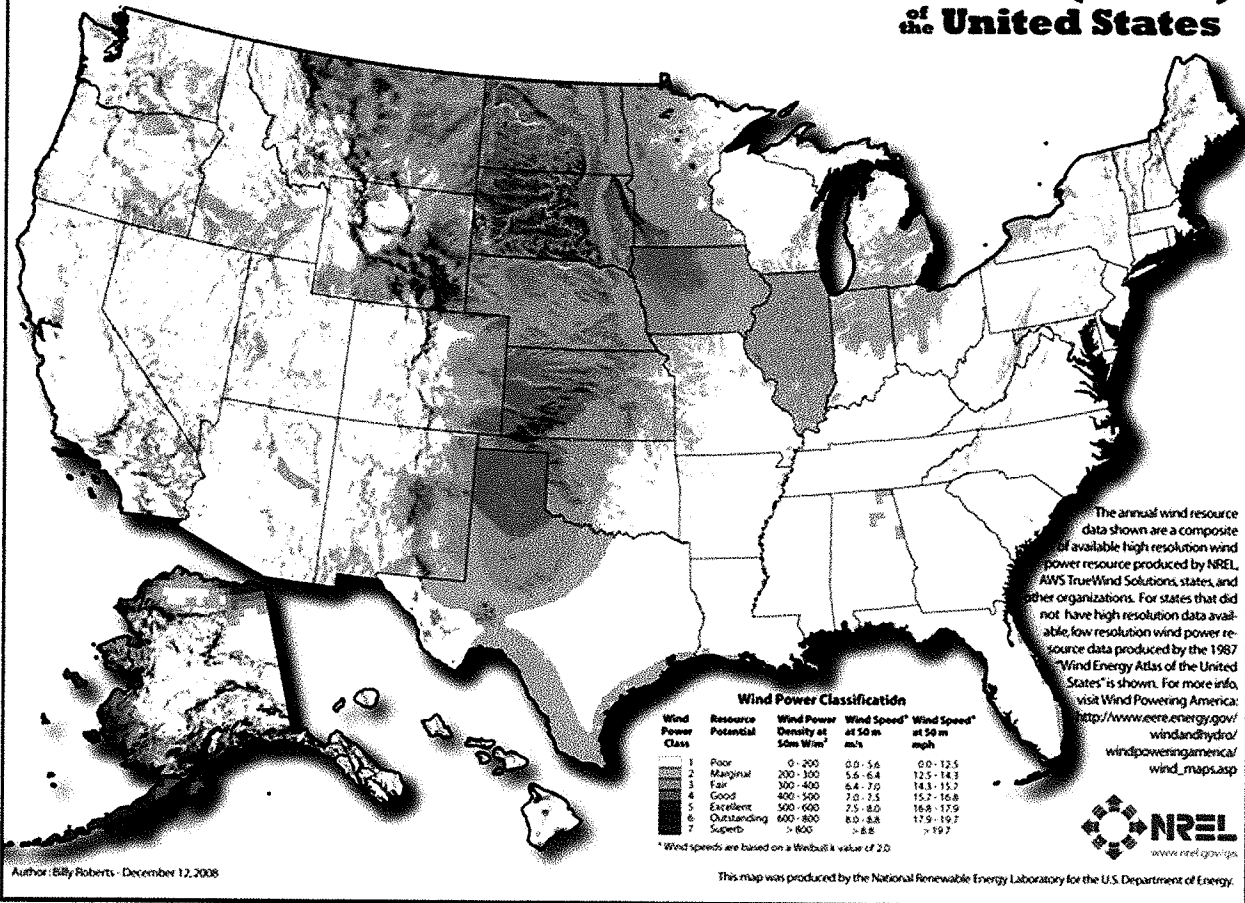 of
the United States
The annual wind resource
data shown are a composite
of available high resolution wind
power resource produced by NREL,
AWS TrueWind Solutions, states, and
other organizations. For states that did
not have high resolution data avail-
able, low resolution wind power re-
source data produced by the 1987
"Wind Energy Atlas of the United
States" is shown. For more info,
visit Wind Powering America:
http://www.eere.energy.gov/
windandhydro/
windpoweringamerica/
wind_maps.asp
Wind Power Classification
Wind Power Class Resource Potential Wind Power Density at 50m W/m² Wind Speed* at 50 m m/s Wind Speed* at 50 m mph
1 Poor 0 - 200 0.0 - 5.6 0.0 - 12.5
2 Marginal 200 - 300 5.6 - 6.4 12.5 - 14.3
3 Fair 300 - 400 6.4 - 7.0 14.3 - 15.7
4 Good 400 - 500 7.0 - 7.5 15.7 - 16.8
5 Excellent 500 - 600 7.5 - 8.0 16.8 - 17.9
6 Outstanding 600 - 800 8.0 - 8.8 17.9 - 19.7
7 Superb > 800 > 8.8 > 19.7
* Wind speeds are based on a Weibull k value of 2.0
NREL
www.nrel.gov/gis
Author : Billy Roberts - December 12, 2008
This map was produced by the National Renewable Energy Laboratory for the U.S. Department of Energy.